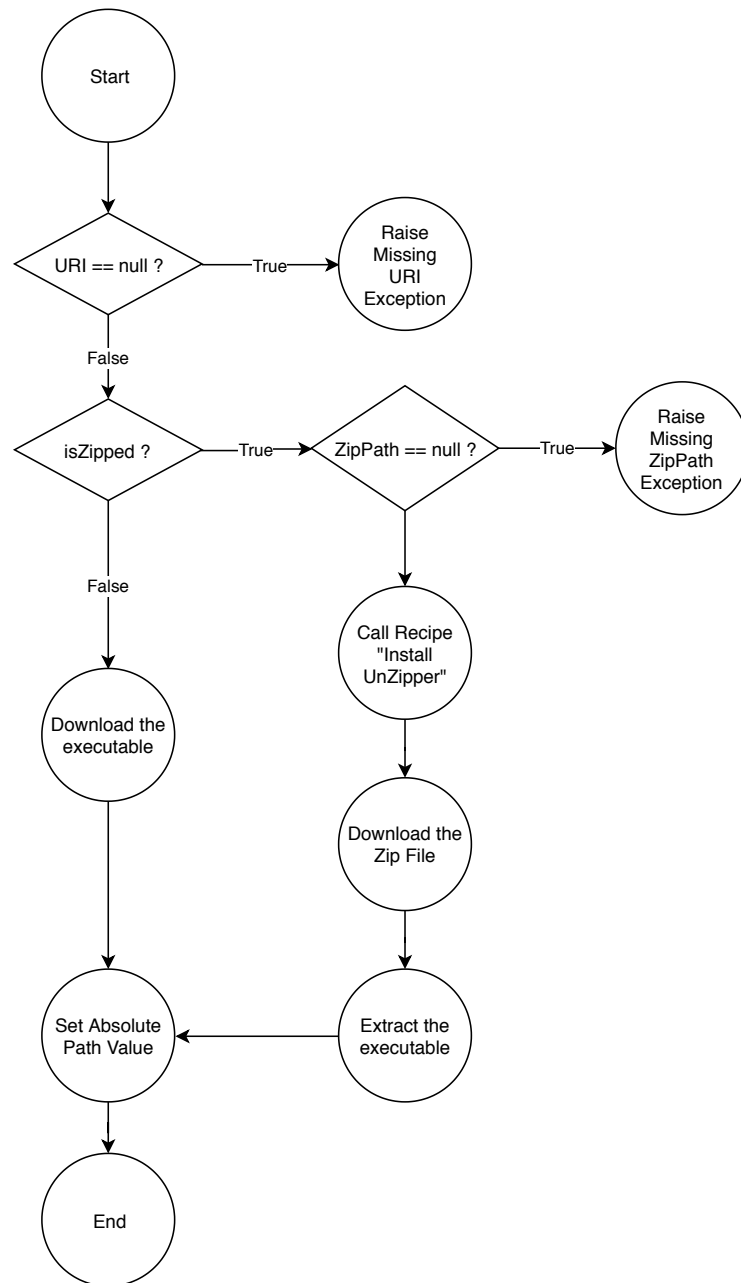 Start
URI == null ?
True
Raise
Missing
URI
Exception
False
isZipped ?
True
ZipPath == null ?
True
Raise
Missing
ZipPath
Exception
False
Call Recipe
"Install
UnZipper"
Download the
executable
Download the
Zip File
Set Absolute
Path Value
Extract the
executable
End